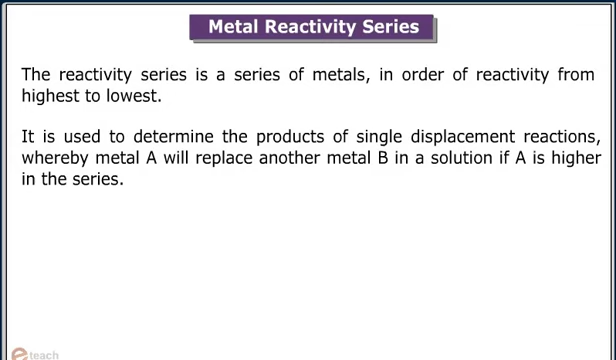 Metal Reactivity Series
The reactivity series is a series of metals, in order of reactivity from
highest to lowest.
It is used to determine the products of single displacement reactions,
whereby metal A will replace another metal B in a solution if A is higher
in the series.
e teach